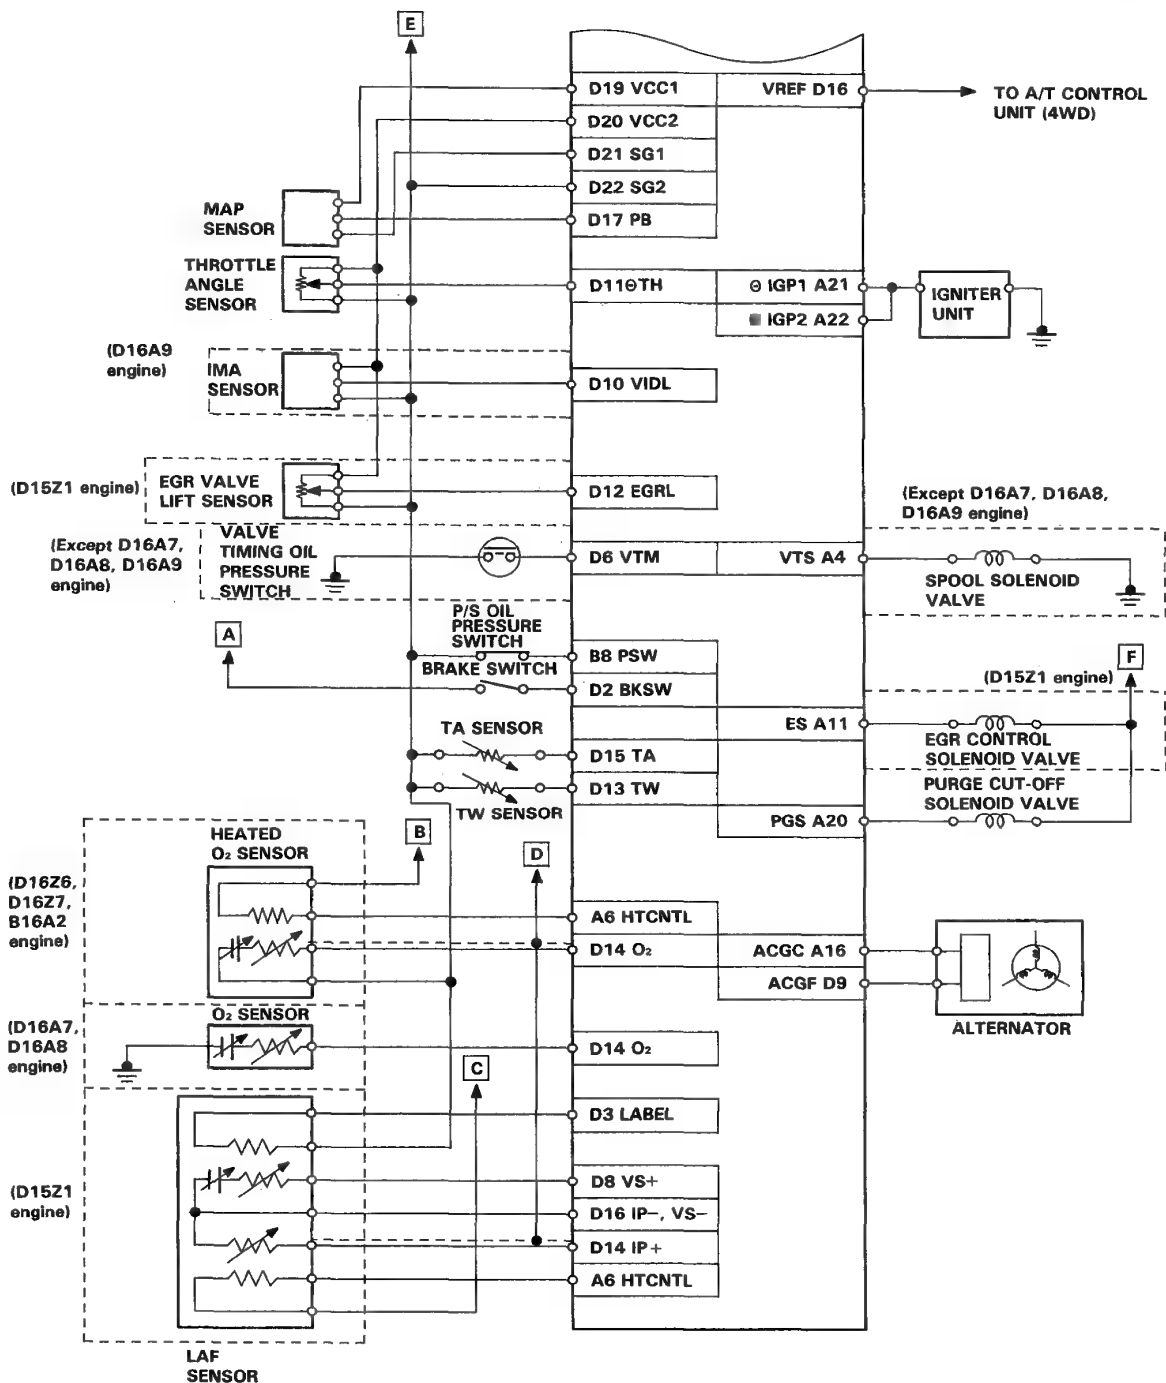 E
D19 VCC1
VREF D16
TO A/T CONTROL
UNIT (4WD)
D20 VCC2
D21 SG1
D22 SG2
D17 PB
MAP
SENSOR
THROTTLE
ANGLE
SENSOR
D11ΘTH
IGP1 A21
IGP2 A22
IGNITER
UNIT
(D16A9
engine)
IMA
SENSOR
D10 VIDL
(D15Z1 engine)
EGR VALVE
LIFT SENSOR
D12 EGRL
(Except D16A7, D16A8,
D16A9 engine)
(Except D16A7,
D16A8, D16A9
engine)
VALVE
TIMING OIL
PRESSURE
SWITCH
D6 VTM
VTS A4
SPOOL SOLENOID
VALVE
A
P/S OIL
PRESSURE
SWITCH
B8 PSW
BRAKE SWITCH
D2 BKSW
F
(D15Z1 engine)
ES A11
EGR CONTROL
SOLENOID VALVE
TA SENSOR
D15 TA
D13 TW
TW SENSOR
PURGE CUT-OFF
SOLENOID VALVE
PGS A20
B
D
HEATED
O2 SENSOR
(D16Z6,
D16Z7,
B16A2
engine)
A6 HTCNTL
D14 O2
ACGC A16
ACGF D9
ALTERNATOR
O2 SENSOR
(D16A7,
D16A8
engine)
D14 O2
C
D3 LABEL
(D15Z1
engine)
D8 VS+
D16 IP−, VS−
D14 IP+
A6 HTCNTL
LAF
SENSOR